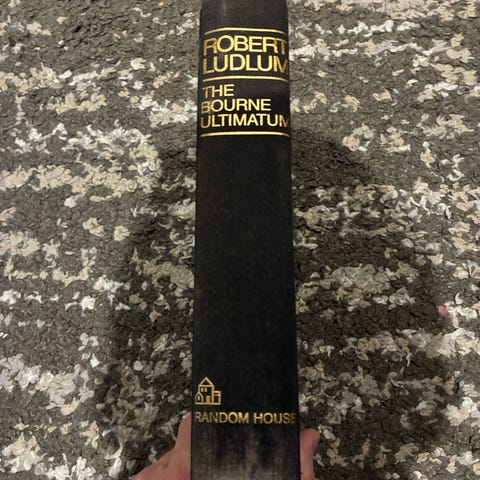 ROBERT
LUDLUM
THE
BOURNE
ULTIMATUM
RANDOM HOUSE